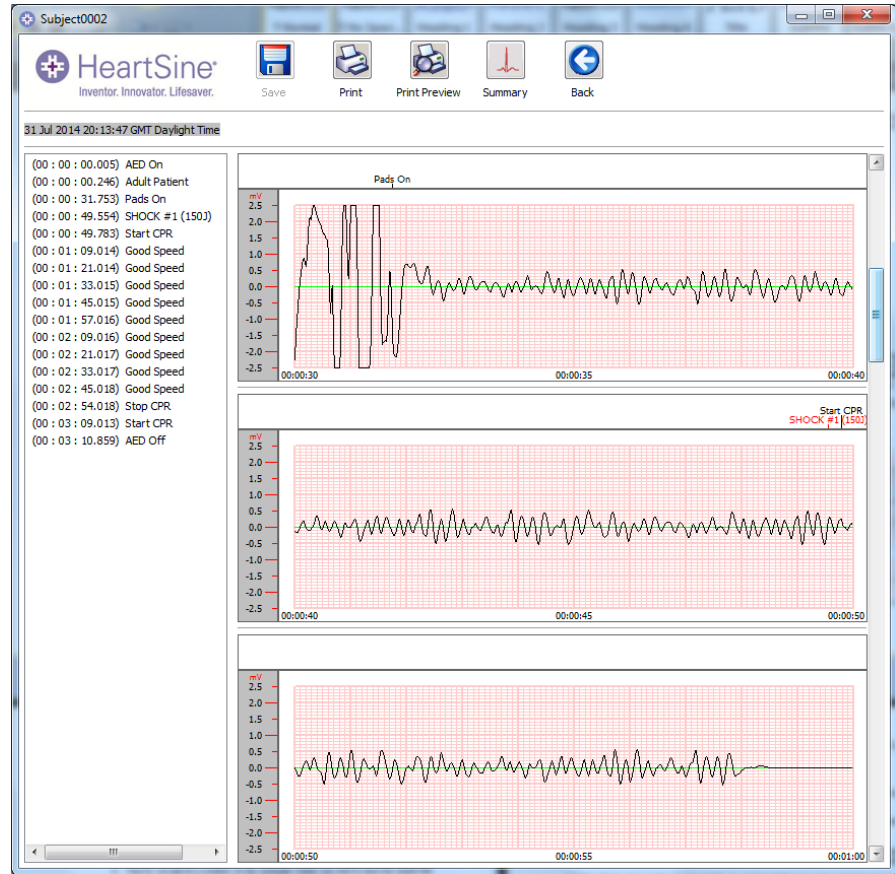 Subject0002
HeartSine®
Inventor. Innovator. Lifesaver.
Save
Print
Print Preview
Summary
Back
31 Jul 2014 20:13:47 GMT Daylight Time
(00 : 00 : 00.005) AED On
(00 : 00 : 00.246) Adult Patient
(00 : 00 : 31.753) Pads On
(00 : 00 : 49.554) SHOCK #1 (150J)
(00 : 00 : 49.783) Start CPR
(00 : 01 : 09.014) Good Speed
(00 : 01 : 21.014) Good Speed
(00 : 01 : 33.015) Good Speed
(00 : 01 : 45.015) Good Speed
(00 : 01 : 57.016) Good Speed
(00 : 02 : 09.016) Good Speed
(00 : 02 : 21.017) Good Speed
(00 : 02 : 33.017) Good Speed
(00 : 02 : 45.018) Good Speed
(00 : 02 : 54.018) Stop CPR
(00 : 03 : 09.013) Start CPR
(00 : 03 : 10.859) AED Off
Pads On
mV
2.5
2.0
1.5
1.0
0.5
0.0
-0.5
-1.0
-1.5
-2.0
-2.5
00:00:30
00:00:35
00:00:40
Start CPR
SHOCK #1 (150J)
mV
2.5
2.0
1.5
1.0
0.5
0.0
-0.5
-1.0
-1.5
-2.0
-2.5
00:00:40
00:00:45
00:00:50
mV
2.5
2.0
1.5
1.0
0.5
0.0
-0.5
-1.0
-1.5
-2.0
-2.5
00:00:50
00:00:55
00:01:00